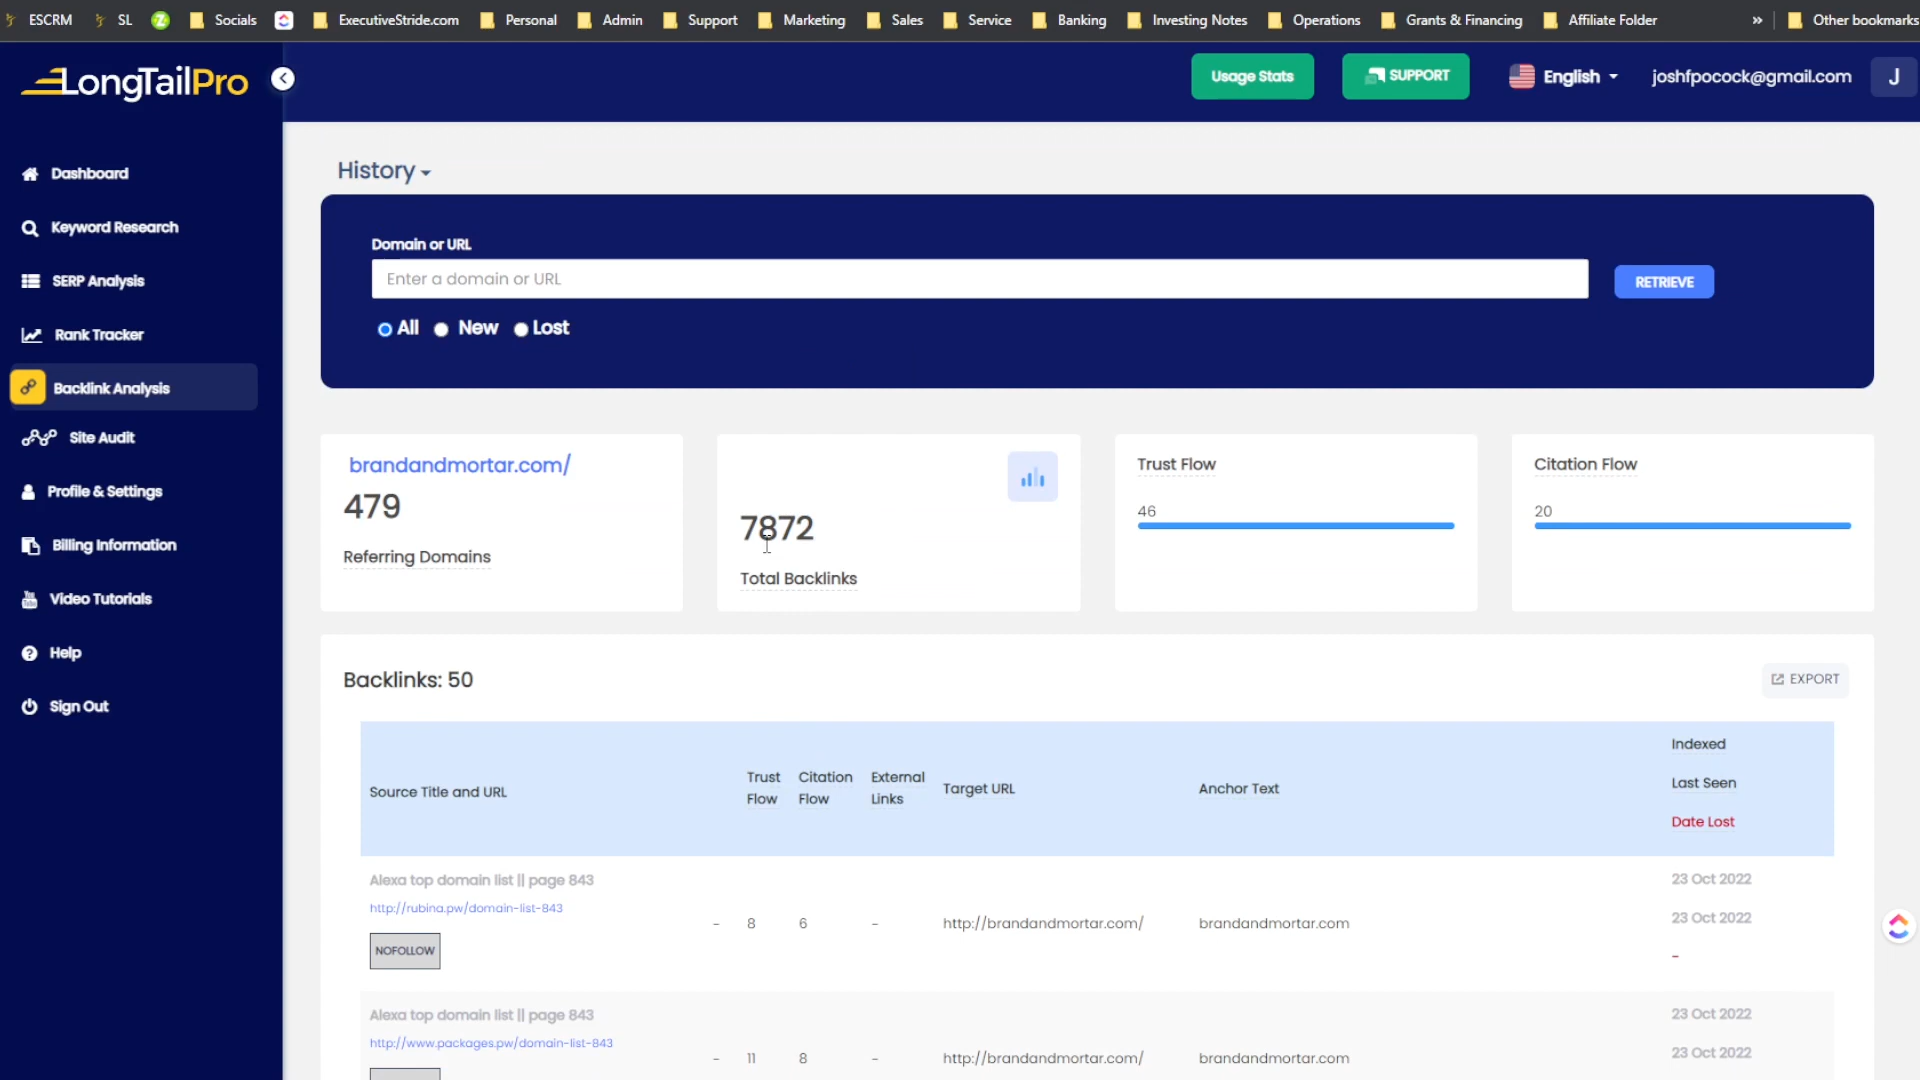 ESCRM SL Socials ExecutiveStride.com Personal Admin Support Marketing Sales Service Banking Investing Notes Operations Grants & Financing Affiliate Folder » Other bookmarks
LongTailPro
Usage Stats SUPPORT English joshfpocock@gmail.com J
Dashboard
Keyword Research
SERP Analysis
Rank Tracker
Backlink Analysis
Site Audit
Profile & Settings
Billing Information
Video Tutorials
Help
Sign Out
History
Domain or URL
Enter a domain or URL RETRIEVE
All New Lost
brandandmortar.com/
479
Referring Domains
7872
Total Backlinks
Trust Flow
46
Citation Flow
20
Backlinks: 50 EXPORT
Source Title and URL Trust Flow Citation Flow External Links Target URL Anchor Text Indexed
Last Seen
Date Lost
Alexa top domain list || page 843
http://rubina.pw/domain-list-843
NOFOLLOW
- 8 6 - http://brandandmortar.com/ brandandmortar.com
23 Oct 2022
23 Oct 2022
-
Alexa top domain list || page 843
http://www.packages.pw/domain-list-843
- 11 8 - http://brandandmortar.com/ brandandmortar.com
23 Oct 2022
23 Oct 2022